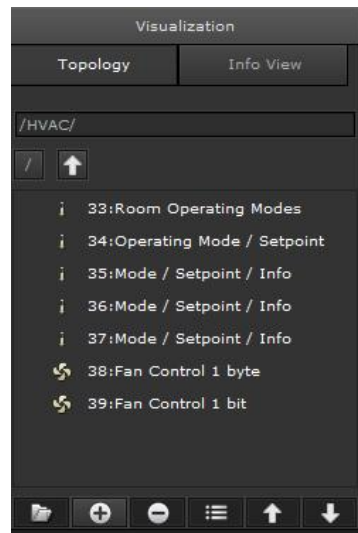 Visualization
Topology Info View
/HVAC/
/
33:Room Operating Modes
34:Operating Mode / Setpoint
35:Mode / Setpoint / Info
36:Mode / Setpoint / Info
37:Mode / Setpoint / Info
38:Fan Control 1 byte
39:Fan Control 1 bit